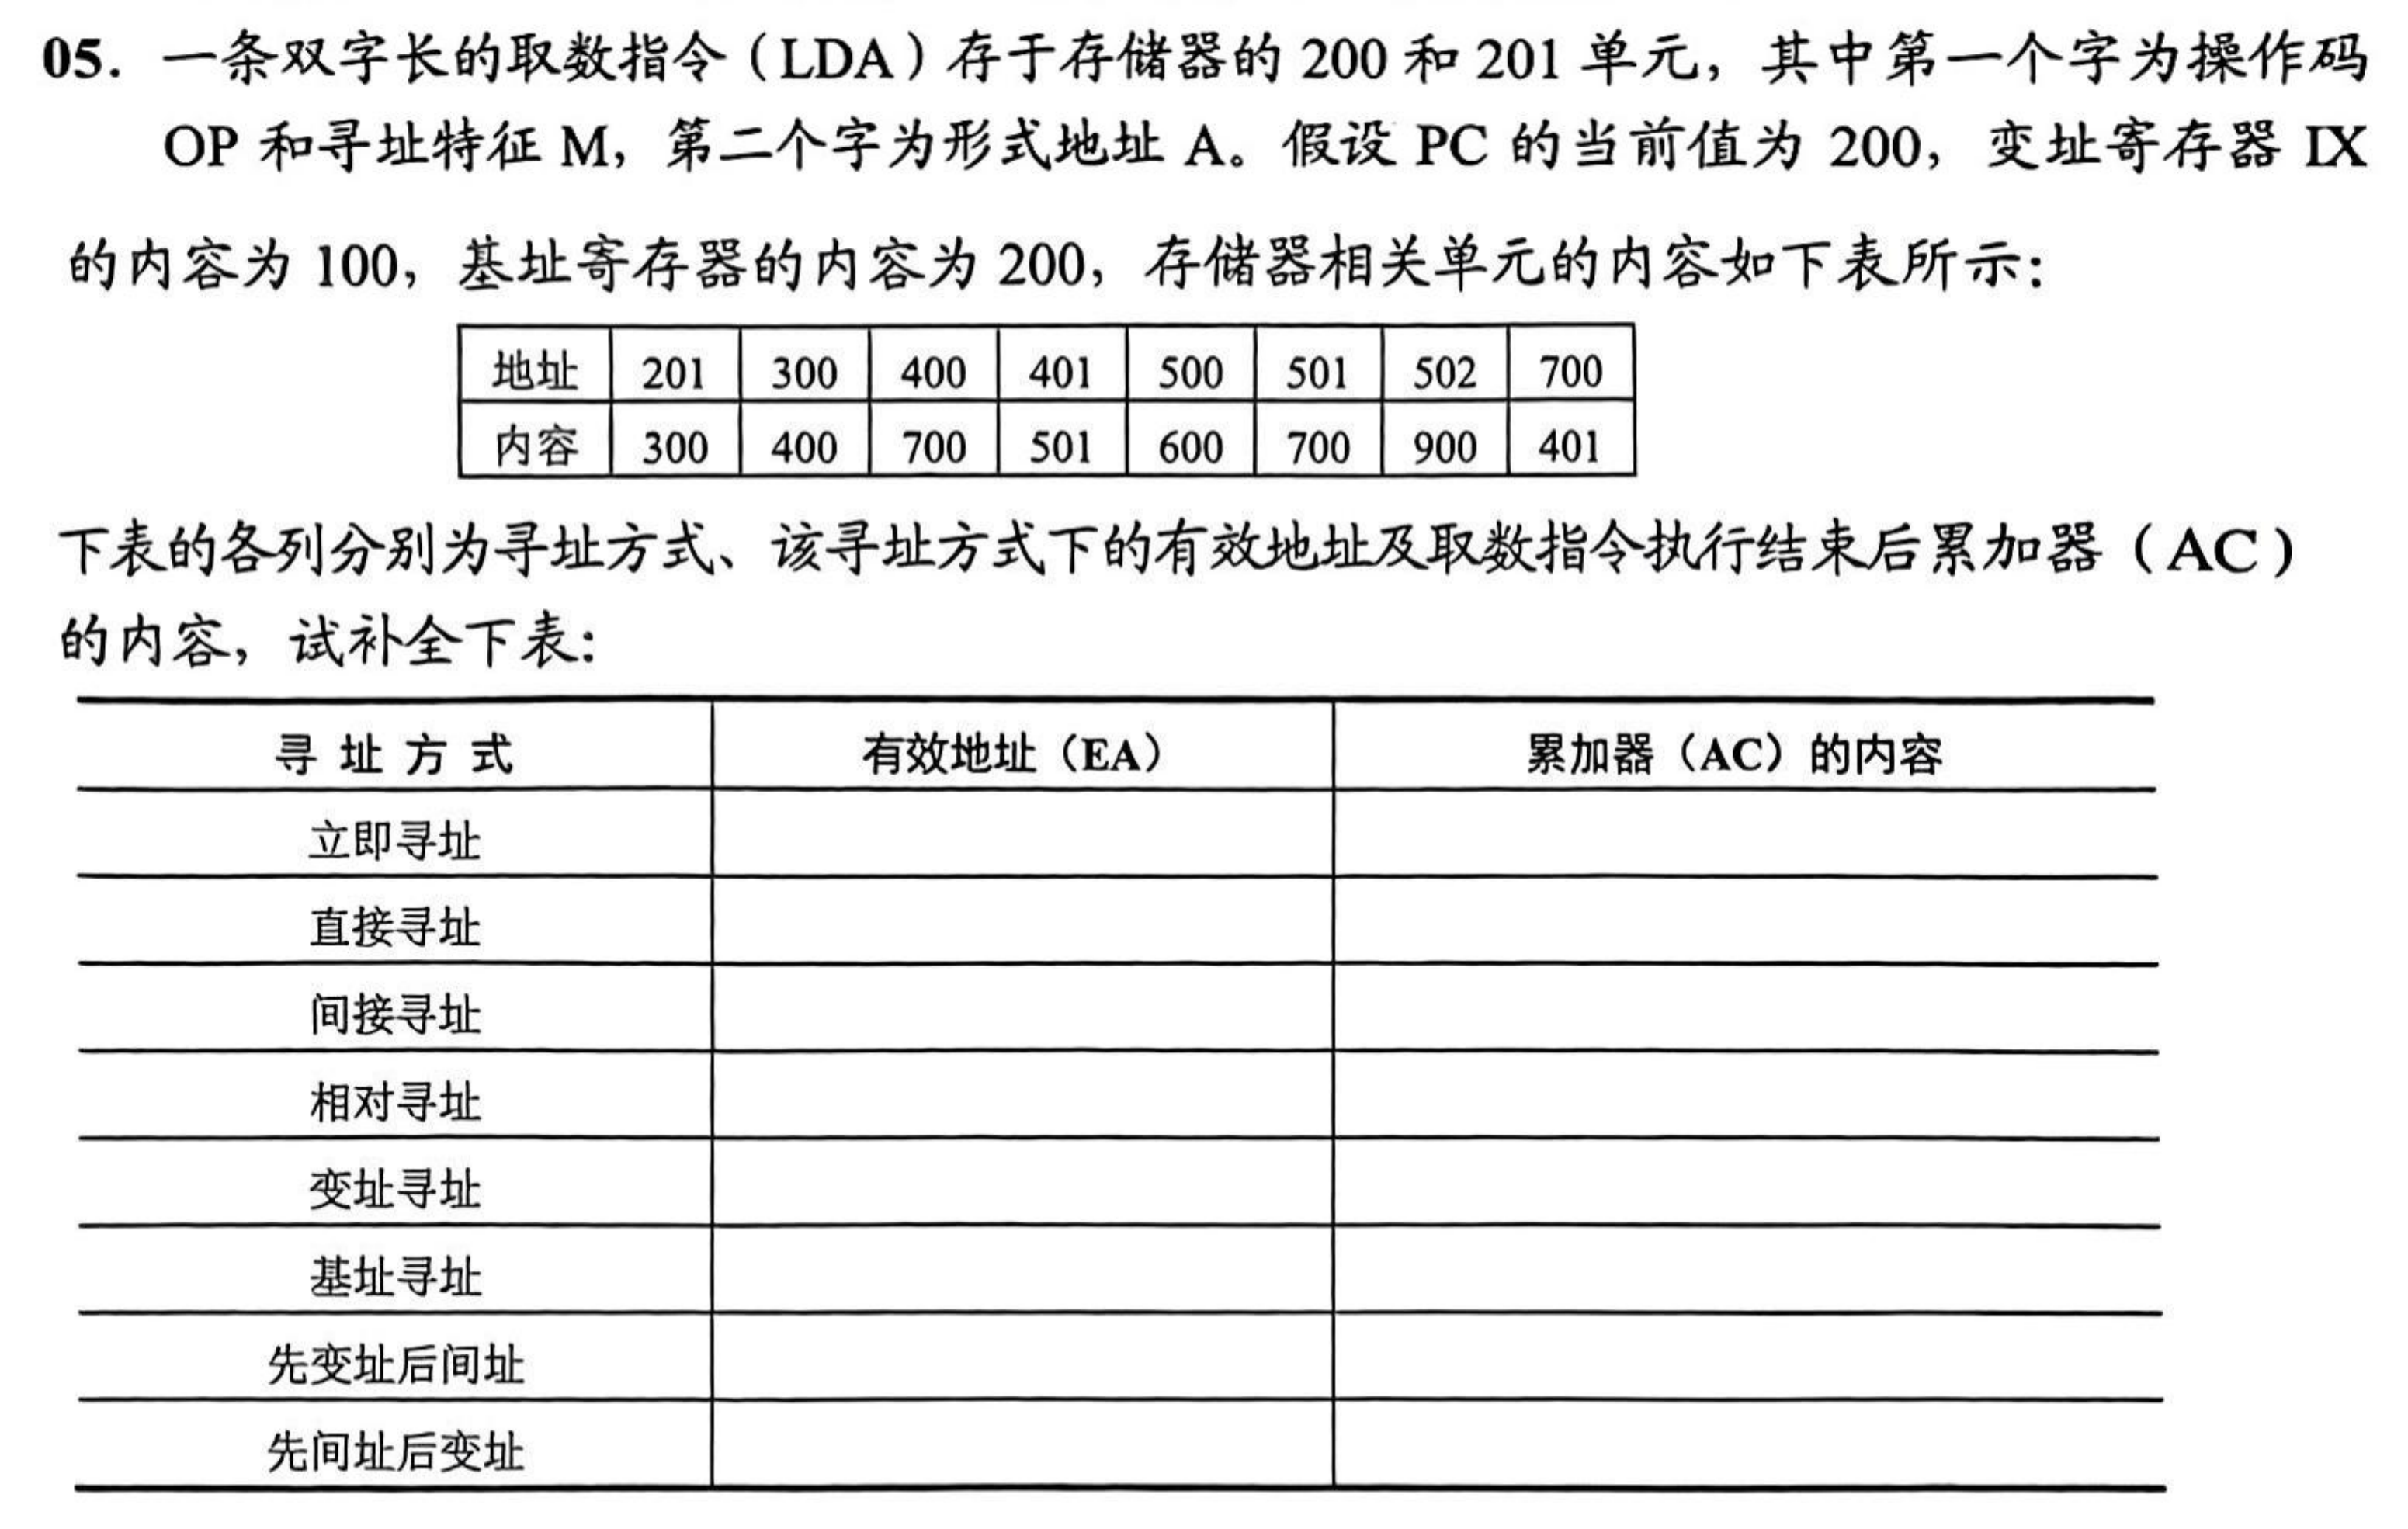 05. 一条双字长的取数指令（LDA）存于存储器的 200 和 201 单元，其中第一个字为操作码
OP 和寻址特征 M，第二个字为形式地址 A。假设 PC 的当前值为 200，变址寄存器 IX
的内容为 100，基址寄存器的内容为 200，存储器相关单元的内容如下表所示：
地址 201 300 400 401 500 501 502 700
内容 300 400 700 501 600 700 900 401
下表的各列分别为寻址方式、该寻址方式下的有效地址及取数指令执行结束后累加器（AC）
的内容，试补全下表：
寻址方式 有效地址（EA） 累加器（AC）的内容
立即寻址
直接寻址
间接寻址
相对寻址
变址寻址
基址寻址
先变址后间址
先间址后变址